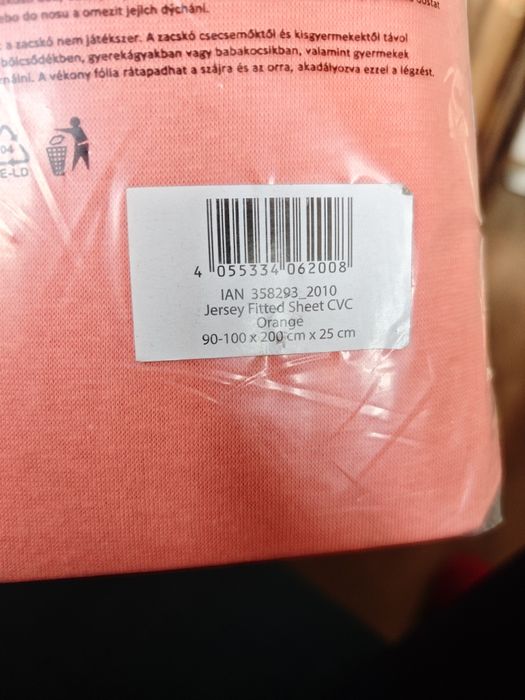 nebo do nosu a omezit jejich dýchání.
a zacskó nem játékszer. A zacskó csecsemőktől és kisgyermekektől távol
bölcsődékben, gyerekágyakban vagy babakocsikban, valamint gyermekek
A vékony fólia rátapadhat a szájra és az orra, akadályozva ezzel a légzést.
04
PE-LD
4 055334 062008
IAN 358293_2010
Jersey Fitted Sheet CVC
Orange
90-100 x 200 cm x 25 cm